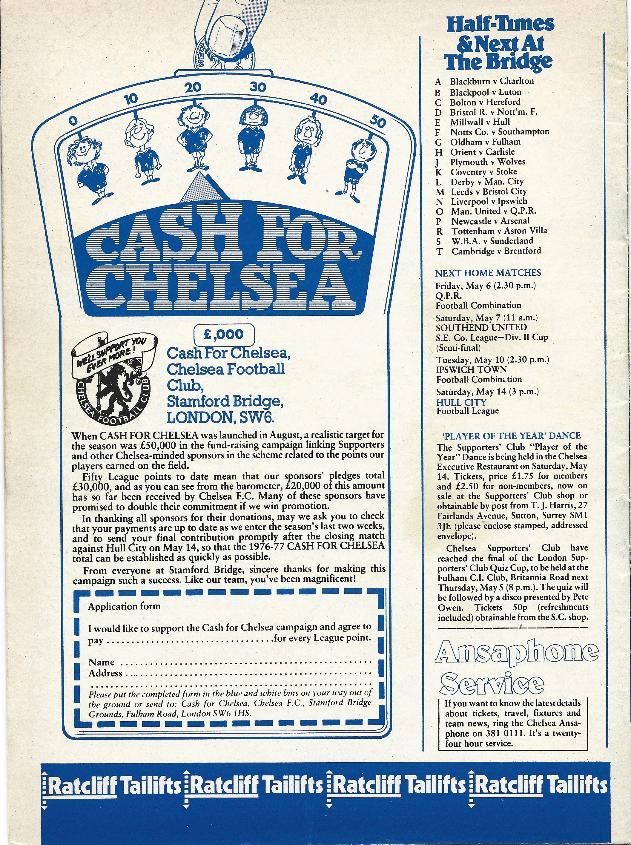 0
10
20
30
40
50
CASH FOR
CHELSEA
£,000
WE'LL SUPPORT YOU
EVER MORE!
CHELSEA FOOTBALL CLUB
Cash For Chelsea,
Chelsea Football
Club,
Stamford Bridge,
LONDON, SW6.
When CASH FOR CHELSEA was launched in August, a realistic target for
the season was £50,000 in the fund-raising campaign linking Supporters
and other Chelsea-minded sponsors in the scheme related to the points our
players earned on the field.
Fifty League points to date mean that our sponsors' pledges total
£30,000, and as you can see from the barometer, £20,000 of this amount
has so far been received by Chelsea F.C. Many of these sponsors have
promised to double their commitment if we win promotion.
In thanking all sponsors for their donations, may we ask you to check
that your payments are up to date as we enter the season's last two weeks,
and to send your final contribution promptly after the closing match
against Hull City on May 14, so that the 1976-77 CASH FOR CHELSEA
total can be established as quickly as possible.
From everyone at Stamford Bridge, sincere thanks for making this
campaign such a success. Like our team, you've been magnificent!
Application form
I would like to support the Cash for Chelsea campaign and agree to
pay ........................................for every League point.
Name ........................................
Address ........................................
Please put the completed form in the blue and white bins on your way out of
the ground or send to: Cash for Chelsea, Chelsea F.C., Stamford Bridge
Grounds, Fulham Road, London SW6 1HS.
Half-Times
& Next At
The Bridge
A Blackburn v Charlton
B Blackpool v Luton
C Bolton v Hereford
D Bristol R. v Nott'm. F.
E Millwall v Hull
F Notts Co. v Southampton
G Oldham v Fulham
H Orient v Carlisle
J Plymouth v Wolves
K Coventry v Stoke
L Derby v Man. City
M Leeds v Bristol City
N Liverpool v Ipswich
O Man. United v Q.P.R.
P Newcastle v Arsenal
R Tottenham v Aston Villa
S W.B.A. v Sunderland
T Cambridge v Brentford
NEXT HOME MATCHES
Friday, May 6 (2.30 p.m.)
Q.P.R.
Football Combination
Saturday, May 7 (11 a.m.)
SOUTHEND UNITED
S.E. Co. League—Div. II Cup
(Semi-final)
Tuesday, May 10 (2.30 p.m.)
IPSWICH TOWN
Football Combination
Saturday, May 14 (3 p.m.)
HULL CITY
Football League
'PLAYER OF THE YEAR' DANCE
The Supporters' Club "Player of the
Year" Dance is being held in the Chelsea
Executive Restaurant on Saturday, May
14. Tickets, price £1.75 for members
and £2.50 for non-members, now on
sale at the Supporters' Club shop or
obtainable by post from T. J. Harris, 27
Fairlands Avenue, Sutton, Surrey SM1
3Jh (please enclose stamped, addressed
envelope).
Chelsea Supporters' Club have
reached the final of the London Sup-
porters' Club Quiz Cup, to be held at the
Fulham C.I. Club, Britannia Road next
Thursday, May 5 (8 p.m.). The quiz will
be followed by a disco presented by Pete
Owen. Tickets 50p (refreshments
included) obtainable from the S.C. shop.
Ansaphone
Service
If you want to know the latest details
about tickets, travel, fixtures and
team news, ring the Chelsea Ansa-
phone on 381 0111. It's a twenty-
four hour service.
Ratcliff Tailifts Ratcliff Tailifts Ratcliff Tailifts Ratcliff Tailifts